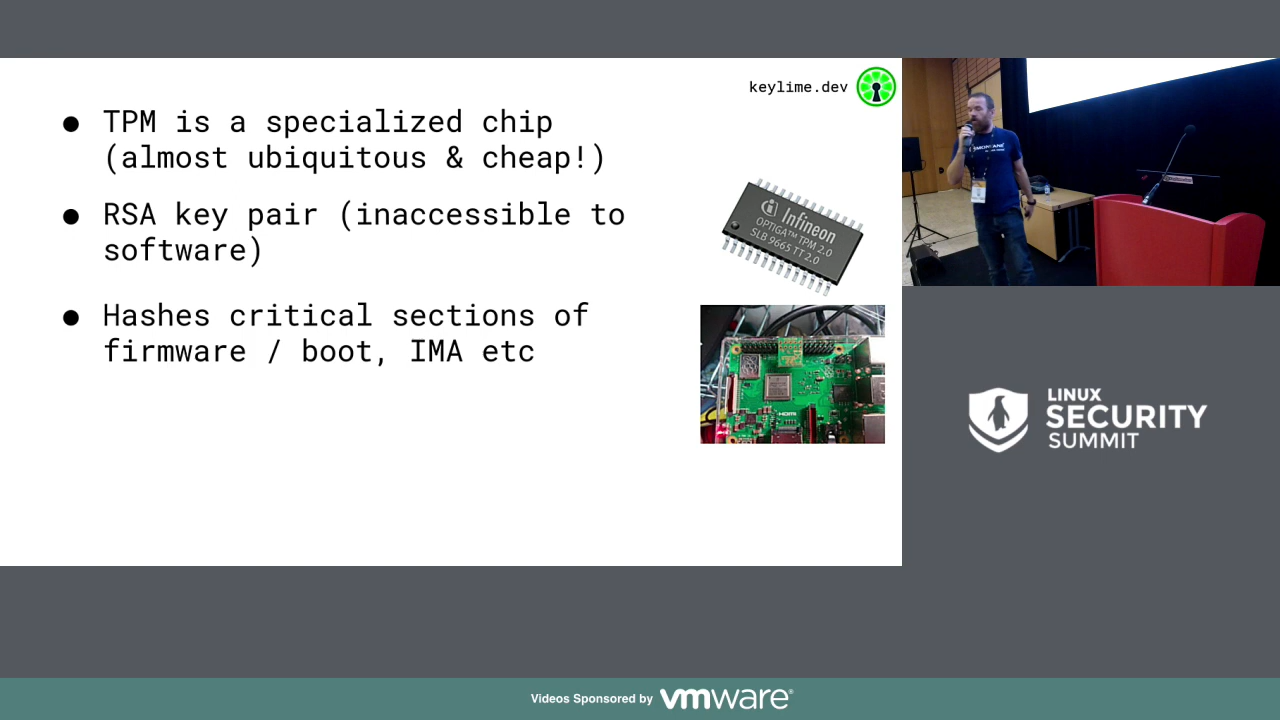 keylime.dev
● TPM is a specialized chip
(almost ubiquitous & cheap!)
● RSA key pair (inaccessible to
software)
● Hashes critical sections of
firmware / boot, IMA etc
Infineon
OPTIGA™ TPM 2.0
SLB 9665 TT 2.0
HDMI
LINUX
SECURITY
SUMMIT
Videos Sponsored by vmware®